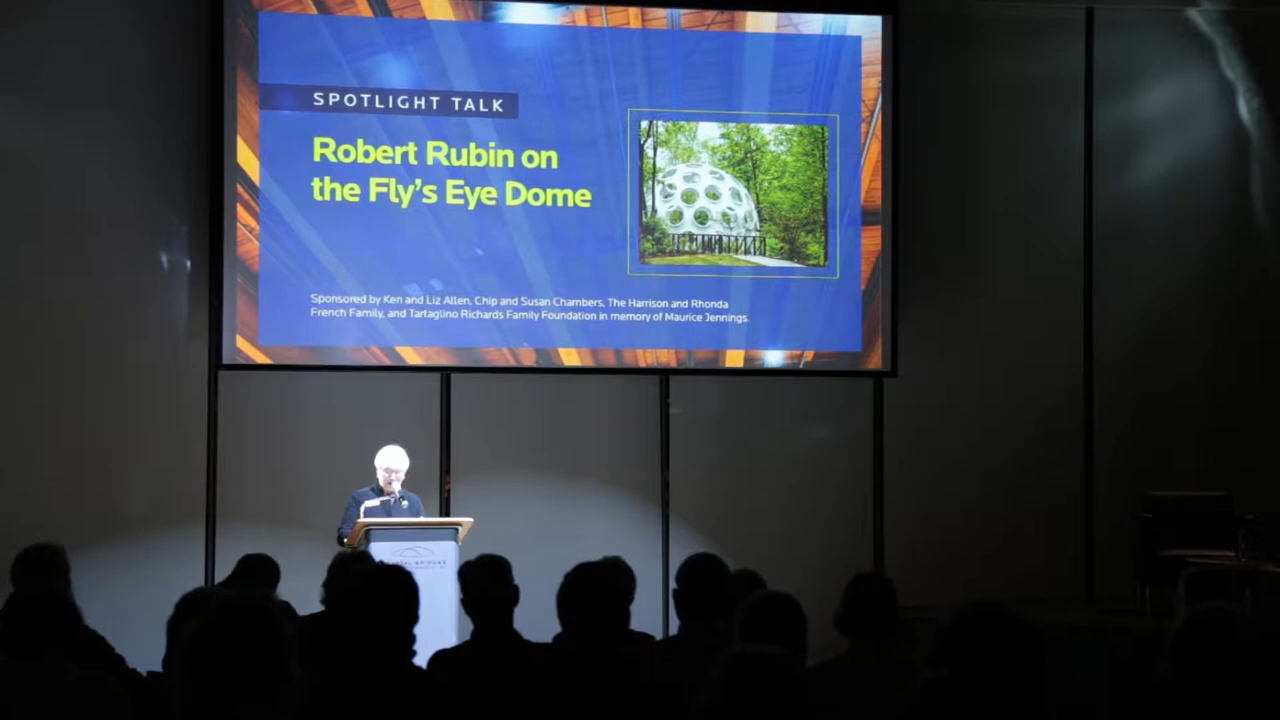 SPOTLIGHT TALK
Robert Rubin on
the Fly's Eye Dome
Sponsored by Ken and Liz Allen, Chip and Susan Chambers, The Harrison and Rhonda
French Family, and Tartaglino Richards Family Foundation in memory of Maurice Jennings.
BRIDGES